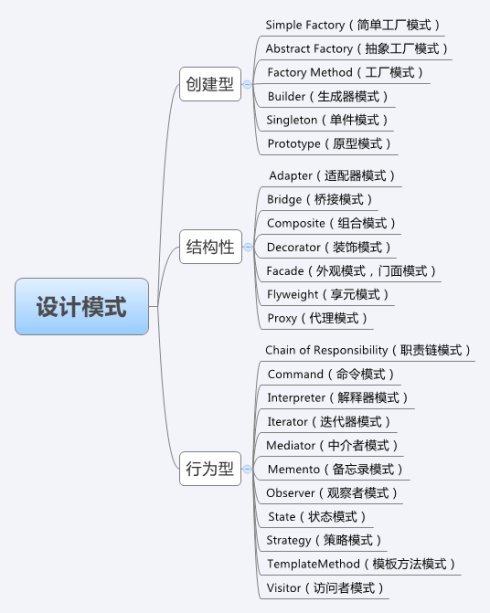 设计模式
创建型
Simple Factory（简单工厂模式）
Abstract Factory（抽象工厂模式）
Factory Method（工厂模式）
Builder（生成器模式）
Singleton（单件模式）
Prototype（原型模式）
结构性
Adapter（适配器模式）
Bridge（桥接模式）
Composite（组合模式）
Decorator（装饰模式）
Facade（外观模式，门面模式）
Flyweight（享元模式）
Proxy（代理模式）
行为型
Chain of Responsibility（职责链模式）
Command（命令模式）
Interpreter（解释器模式）
Iterator（迭代器模式）
Mediator（中介者模式）
Memento（备忘录模式）
Observer（观察者模式）
State（状态模式）
Strategy（策略模式）
TemplateMethod（模板方法模式）
Visitor（访问者模式）